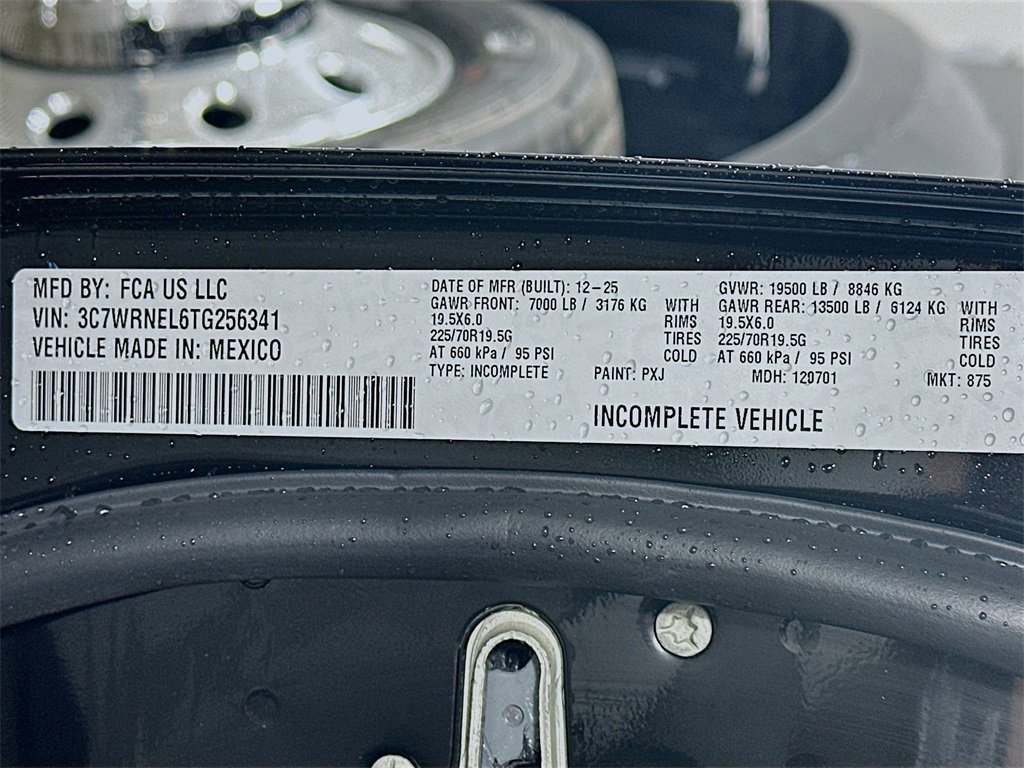 MFD BY: FCA US LLC
VIN: 3C7WRNEL6TG256341
VEHICLE MADE IN: MEXICO
DATE OF MFR (BUILT): 12-25
GAWR FRONT: 7000 LB / 3176 KG WITH
19.5X6.0 RIMS
225/70R19.5G TIRES
AT 660 kPa / 95 PSI COLD
TYPE: INCOMPLETE PAINT: PXJ
GVWR: 19500 LB / 8846 KG
GAWR REAR: 13500 LB / 6124 KG WITH
19.5X6.0 RIMS
225/70R19.5G TIRES
AT 660 kPa / 95 PSI COLD
MDH: 120701 MKT: 875
INCOMPLETE VEHICLE